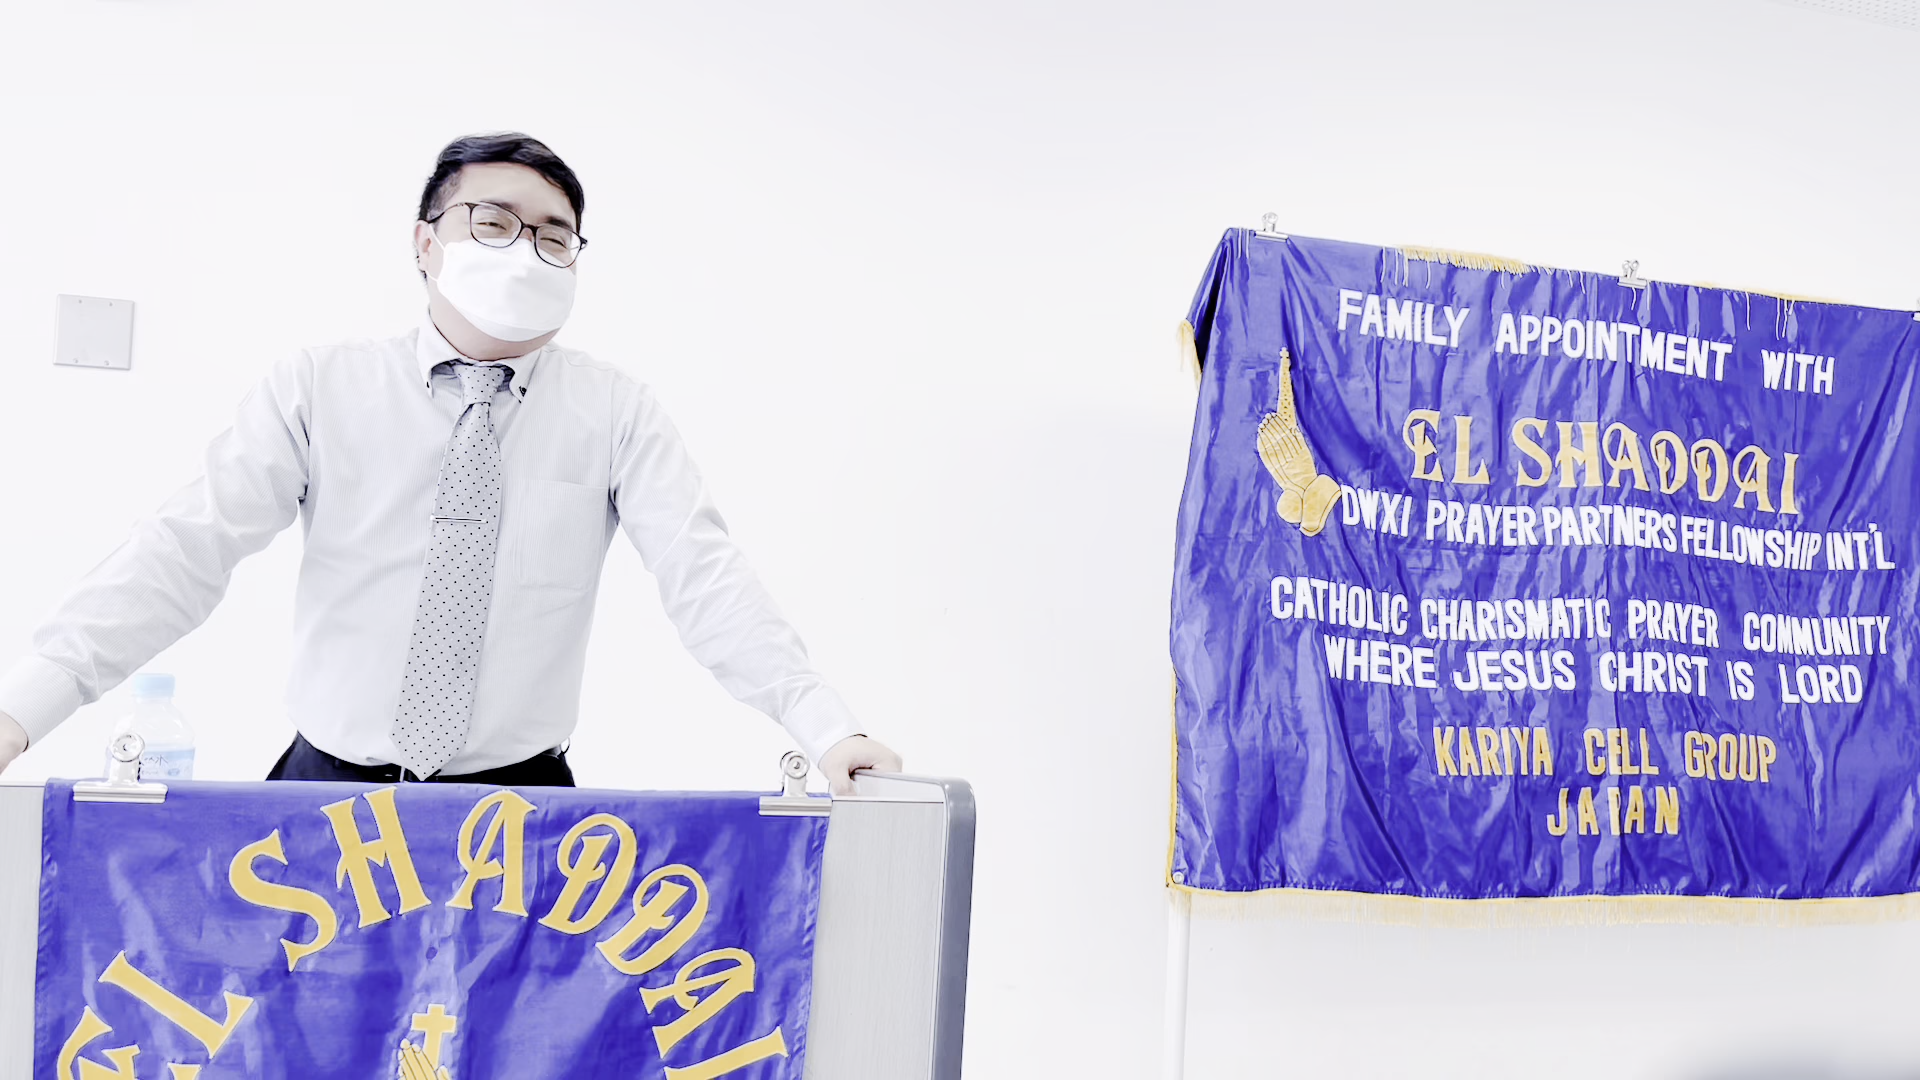 FAMILY APPOINTMENT WITH
EL SHADDAI
DWXI PRAYER PARTNERS FELLOWSHIP INT'L
CATHOLIC CHARISMATIC PRAYER COMMUNITY
WHERE JESUS CHRIST IS LORD
KARIYA CELL GROUP
JAPAN
EL SHADDAI